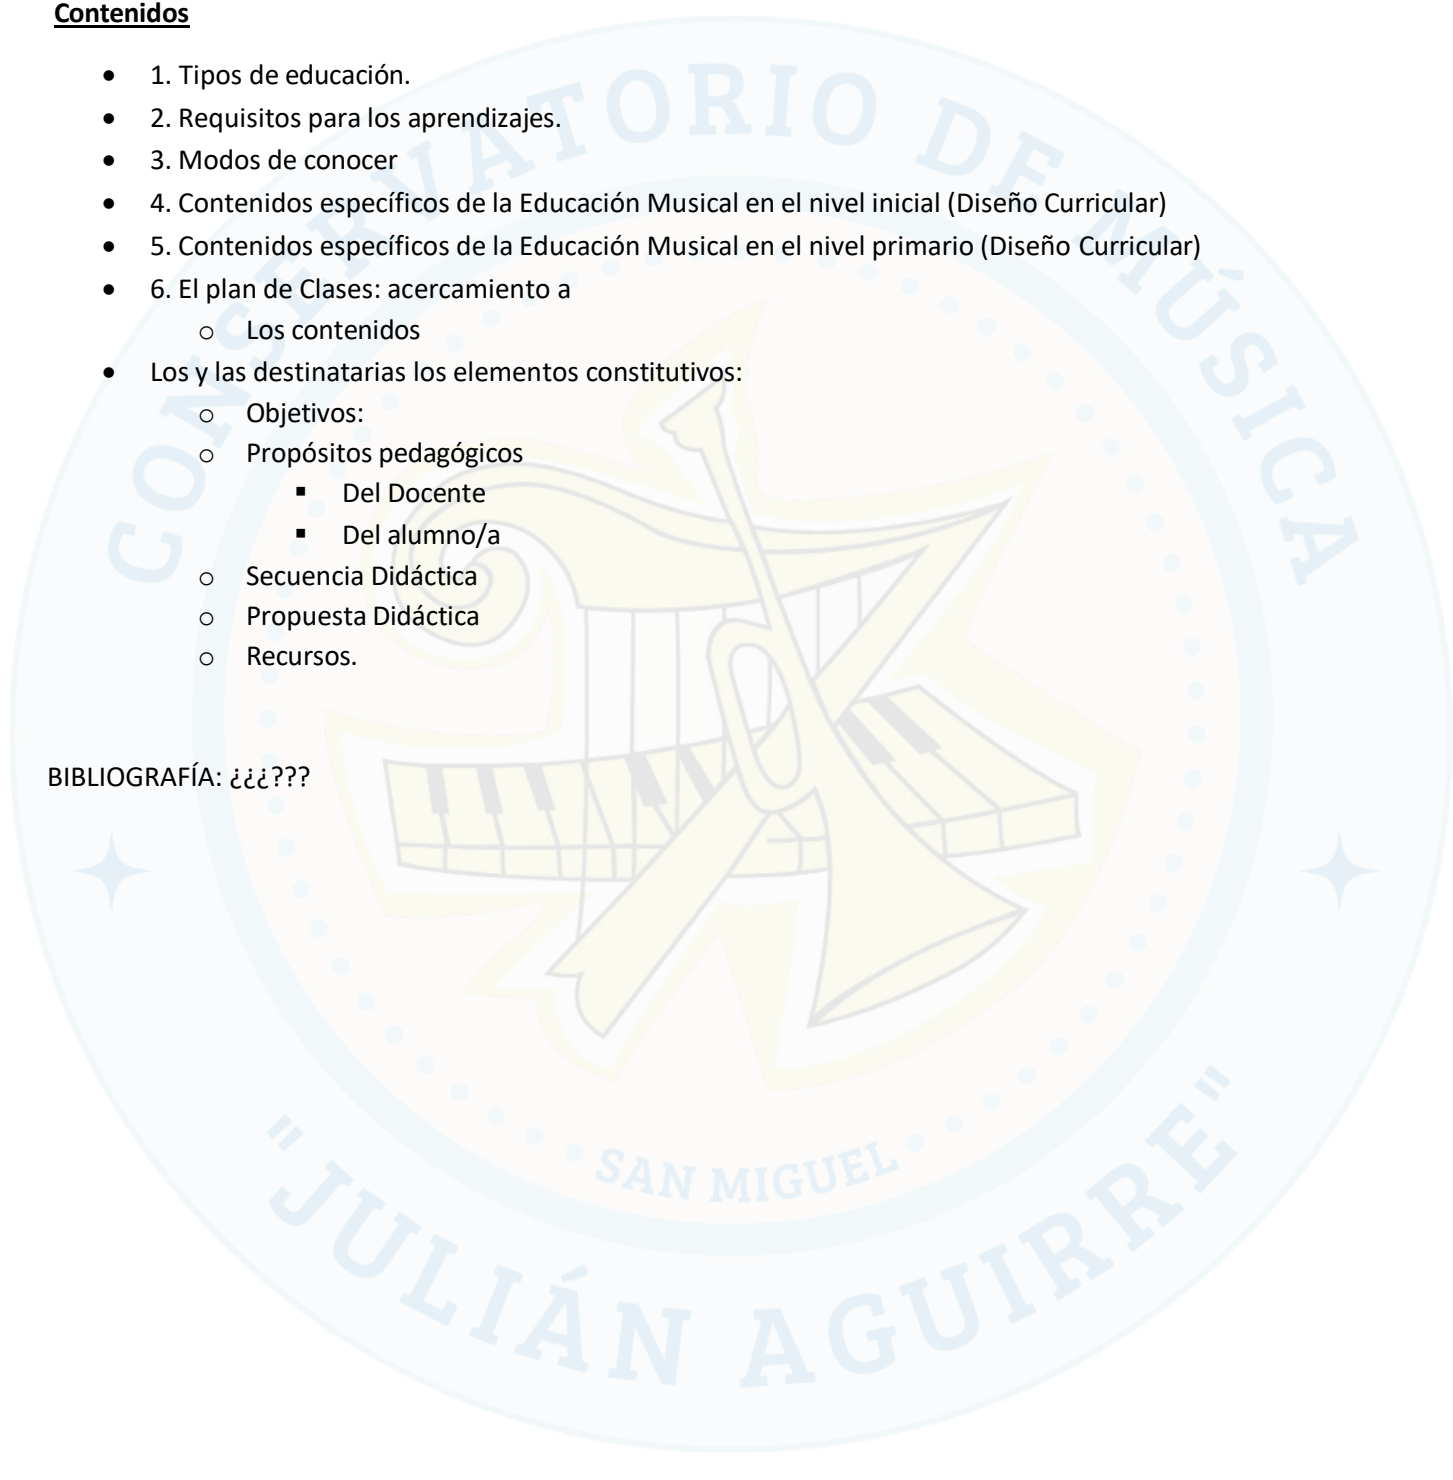 Contenidos
• 1. Tipos de educación.
• 2. Requisitos para los aprendizajes.
• 3. Modos de conocer
• 4. Contenidos específicos de la Educación Musical en el nivel inicial (Diseño Curricular)
• 5. Contenidos específicos de la Educación Musical en el nivel primario (Diseño Curricular)
• 6. El plan de Clases: acercamiento a
o Los contenidos
• Los y las destinatarias los elementos constitutivos:
o Objetivos:
o Propósitos pedagógicos
▪ Del Docente
▪ Del alumno/a
o Secuencia Didáctica
o Propuesta Didáctica
o Recursos.
BIBLIOGRAFÍA: ¿¿¿???
CONSERVATORIO DE MÚSICA
SAN MIGUEL
"JULIÁN AGUIRRE"